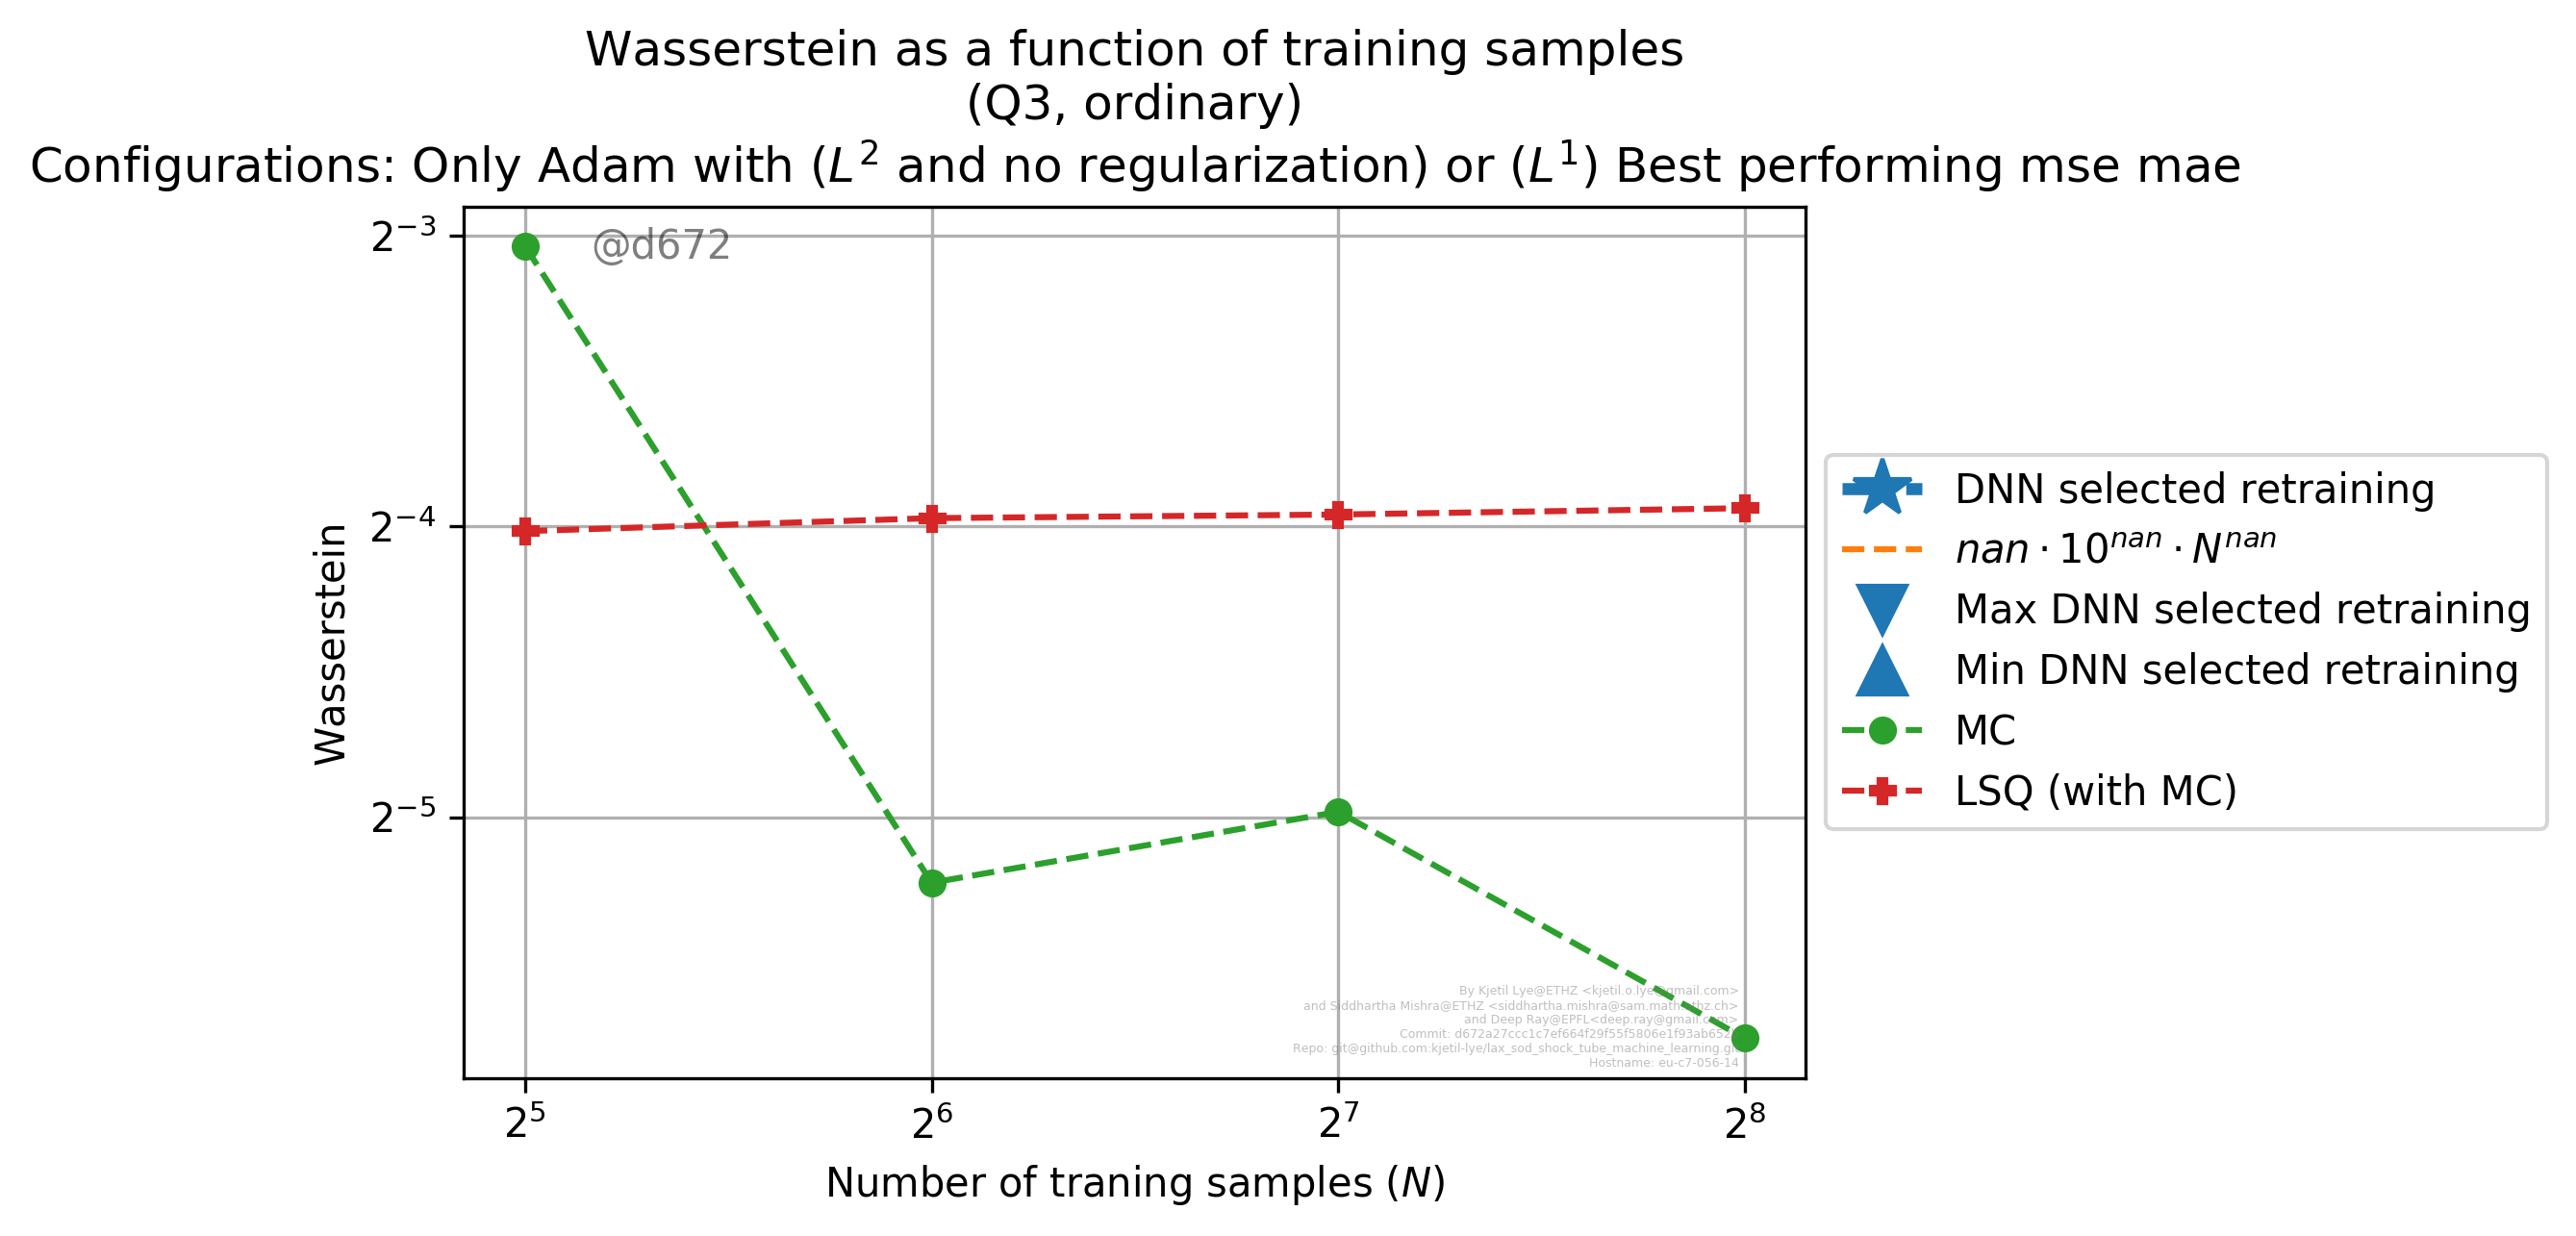 Wasserstein as a function of training samples
(Q3, ordinary)
Configurations: Only Adam with (L² and no regularization) or (L¹) Best performing mse mae
2⁻³
@d672
2⁻⁴
2⁻⁵
Wasserstein
DNN selected retraining
nan · 10ⁿᵃⁿ · Nⁿᵃⁿ
Max DNN selected retraining
Min DNN selected retraining
MC
LSQ (with MC)
By Kjetil Lye@ETHZ <kjetil.o.lye@gmail.com>
and Siddhartha Mishra@ETHZ <siddhartha.mishra@sam.math.ethz.ch>
and Deep Ray@EPFL<deep.ray@gmail.com>
Commit:
Repo: git@github.com:kjetil-lye/lax_sod_shock_tube_machine_learning.git
Hostname: eu-c7-056-14
2⁵ 2⁶ 2⁷ 2⁸
Number of traning samples (N)